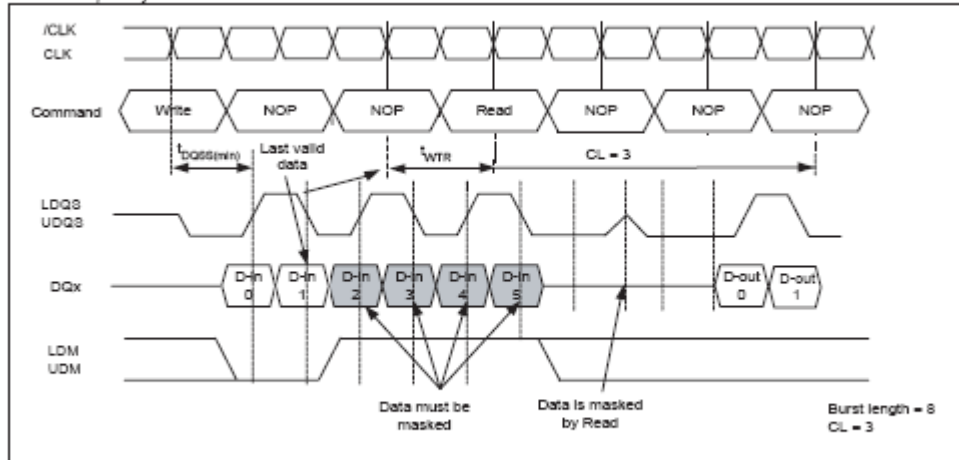 /CLK
CLK
Command
Write
NOP
NOP
Read
NOP
NOP
NOP
tDQSS(min)
Last valid
data
tWTR
CL = 3
LDQS
UDQS
DQx
D-in
0
D-in
1
D-in
2
D-in
3
D-in
4
D-in
5
D-out
0
D-out
1
LDM
UDM
Data must be
masked
Data is masked
by Read
Burst length = 8
CL = 3